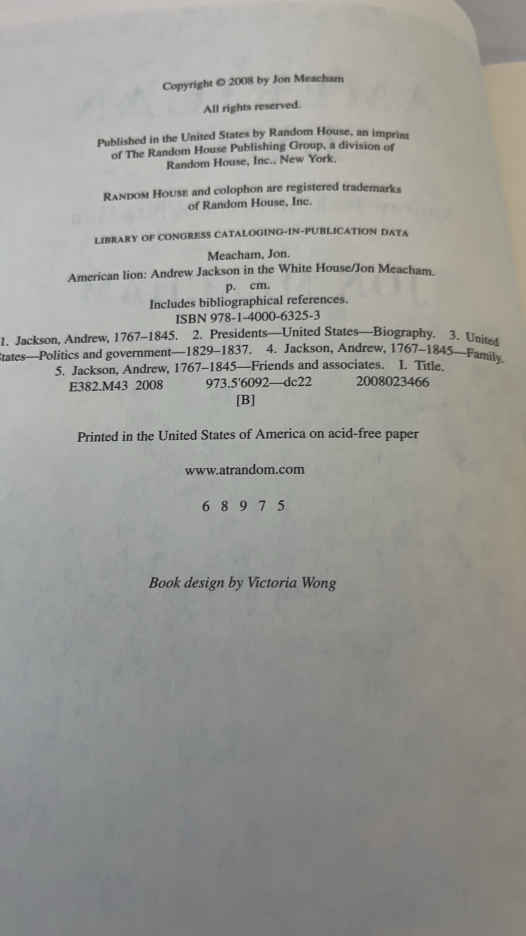 Copyright © 2008 by Jon Meacham
All rights reserved.
Published in the United States by Random House, an imprint
of The Random House Publishing Group, a division of
Random House, Inc., New York.
RANDOM HOUSE and colophon are registered trademarks
of Random House, Inc.
LIBRARY OF CONGRESS CATALOGING-IN-PUBLICATION DATA
Meacham, Jon.
American lion: Andrew Jackson in the White House/Jon Meacham.
p. cm.
Includes bibliographical references.
ISBN 978-1-4000-6325-3
1. Jackson, Andrew, 1767–1845. 2. Presidents—United States—Biography. 3. United
tates—Politics and government—1829–1837. 4. Jackson, Andrew, 1767–1845—Family.
5. Jackson, Andrew, 1767–1845—Friends and associates. I. Title.
E382.M43 2008 973.5'6092—dc22 2008023466
[B]
Printed in the United States of America on acid-free paper
www.atrandom.com
6 8 9 7 5
Book design by Victoria Wong